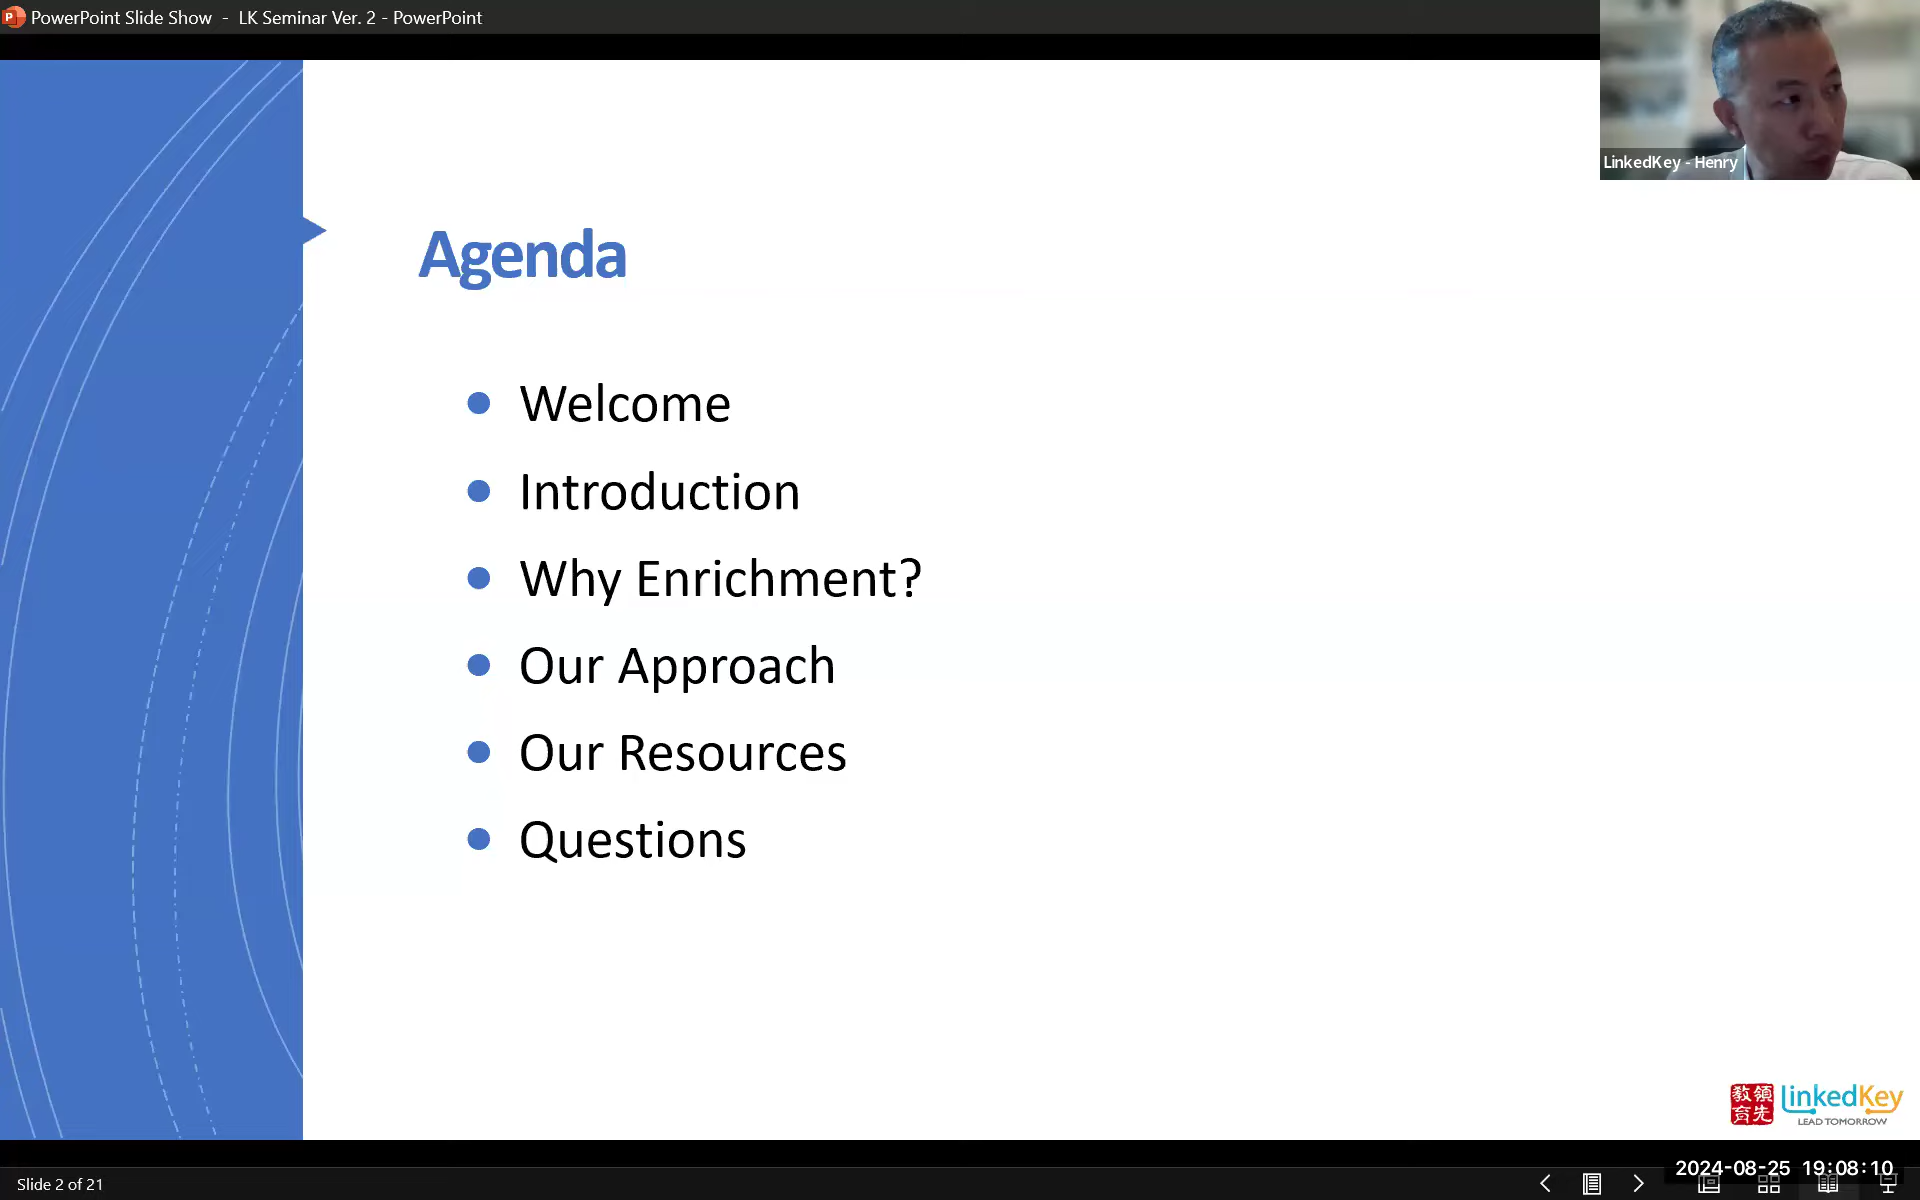 PowerPoint Slide Show - LK Seminar Ver. 2 - PowerPoint
LinkedKey - Henry
Agenda
Welcome
Introduction
Why Enrichment?
Our Approach
Our Resources
Questions
領先教育
LinkedKey
LEAD TOMORROW
2024-08-25 19:08:10
Slide 2 of 21